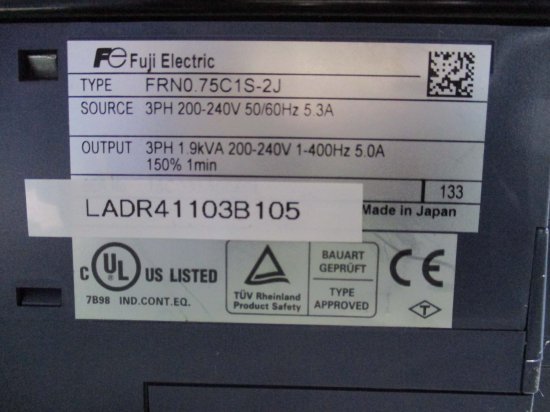 Fe Fuji Electric
TYPE FRN0.75C1S-2J
SOURCE 3PH 200-240V 50/60Hz 5.3A
OUTPUT 3PH 1.9kVA 200-240V 1-400Hz 5.0A
150% 1min
133
LADR41103B105
Made in Japan
C UL US LISTED
7B98 IND.CONT.EQ.
TÜV Rheinland
Product Safety
BAUART
GEPRÜFT
TYPE
APPROVED
CE
T